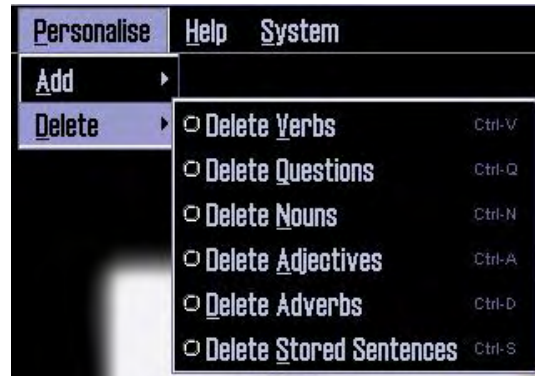 Personalise Help System
Add
Delete
Delete Verbs Ctrl-V
Delete Questions Ctrl-Q
Delete Nouns Ctrl-N
Delete Adjectives Ctrl-A
Delete Adverbs Ctrl-D
Delete Stored Sentences Ctrl-S